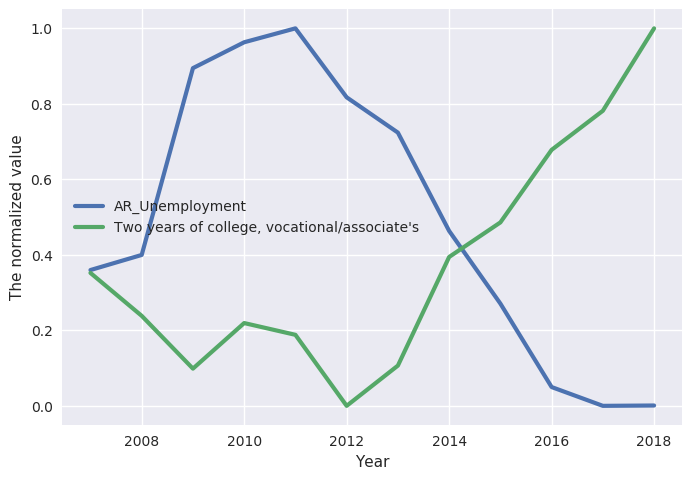 1.0
0.8
0.6
0.4
0.2
0.0
The normalized value
AR_Unemployment
Two years of college, vocational/associate's
2008 2010 2012 2014 2016 2018
Year